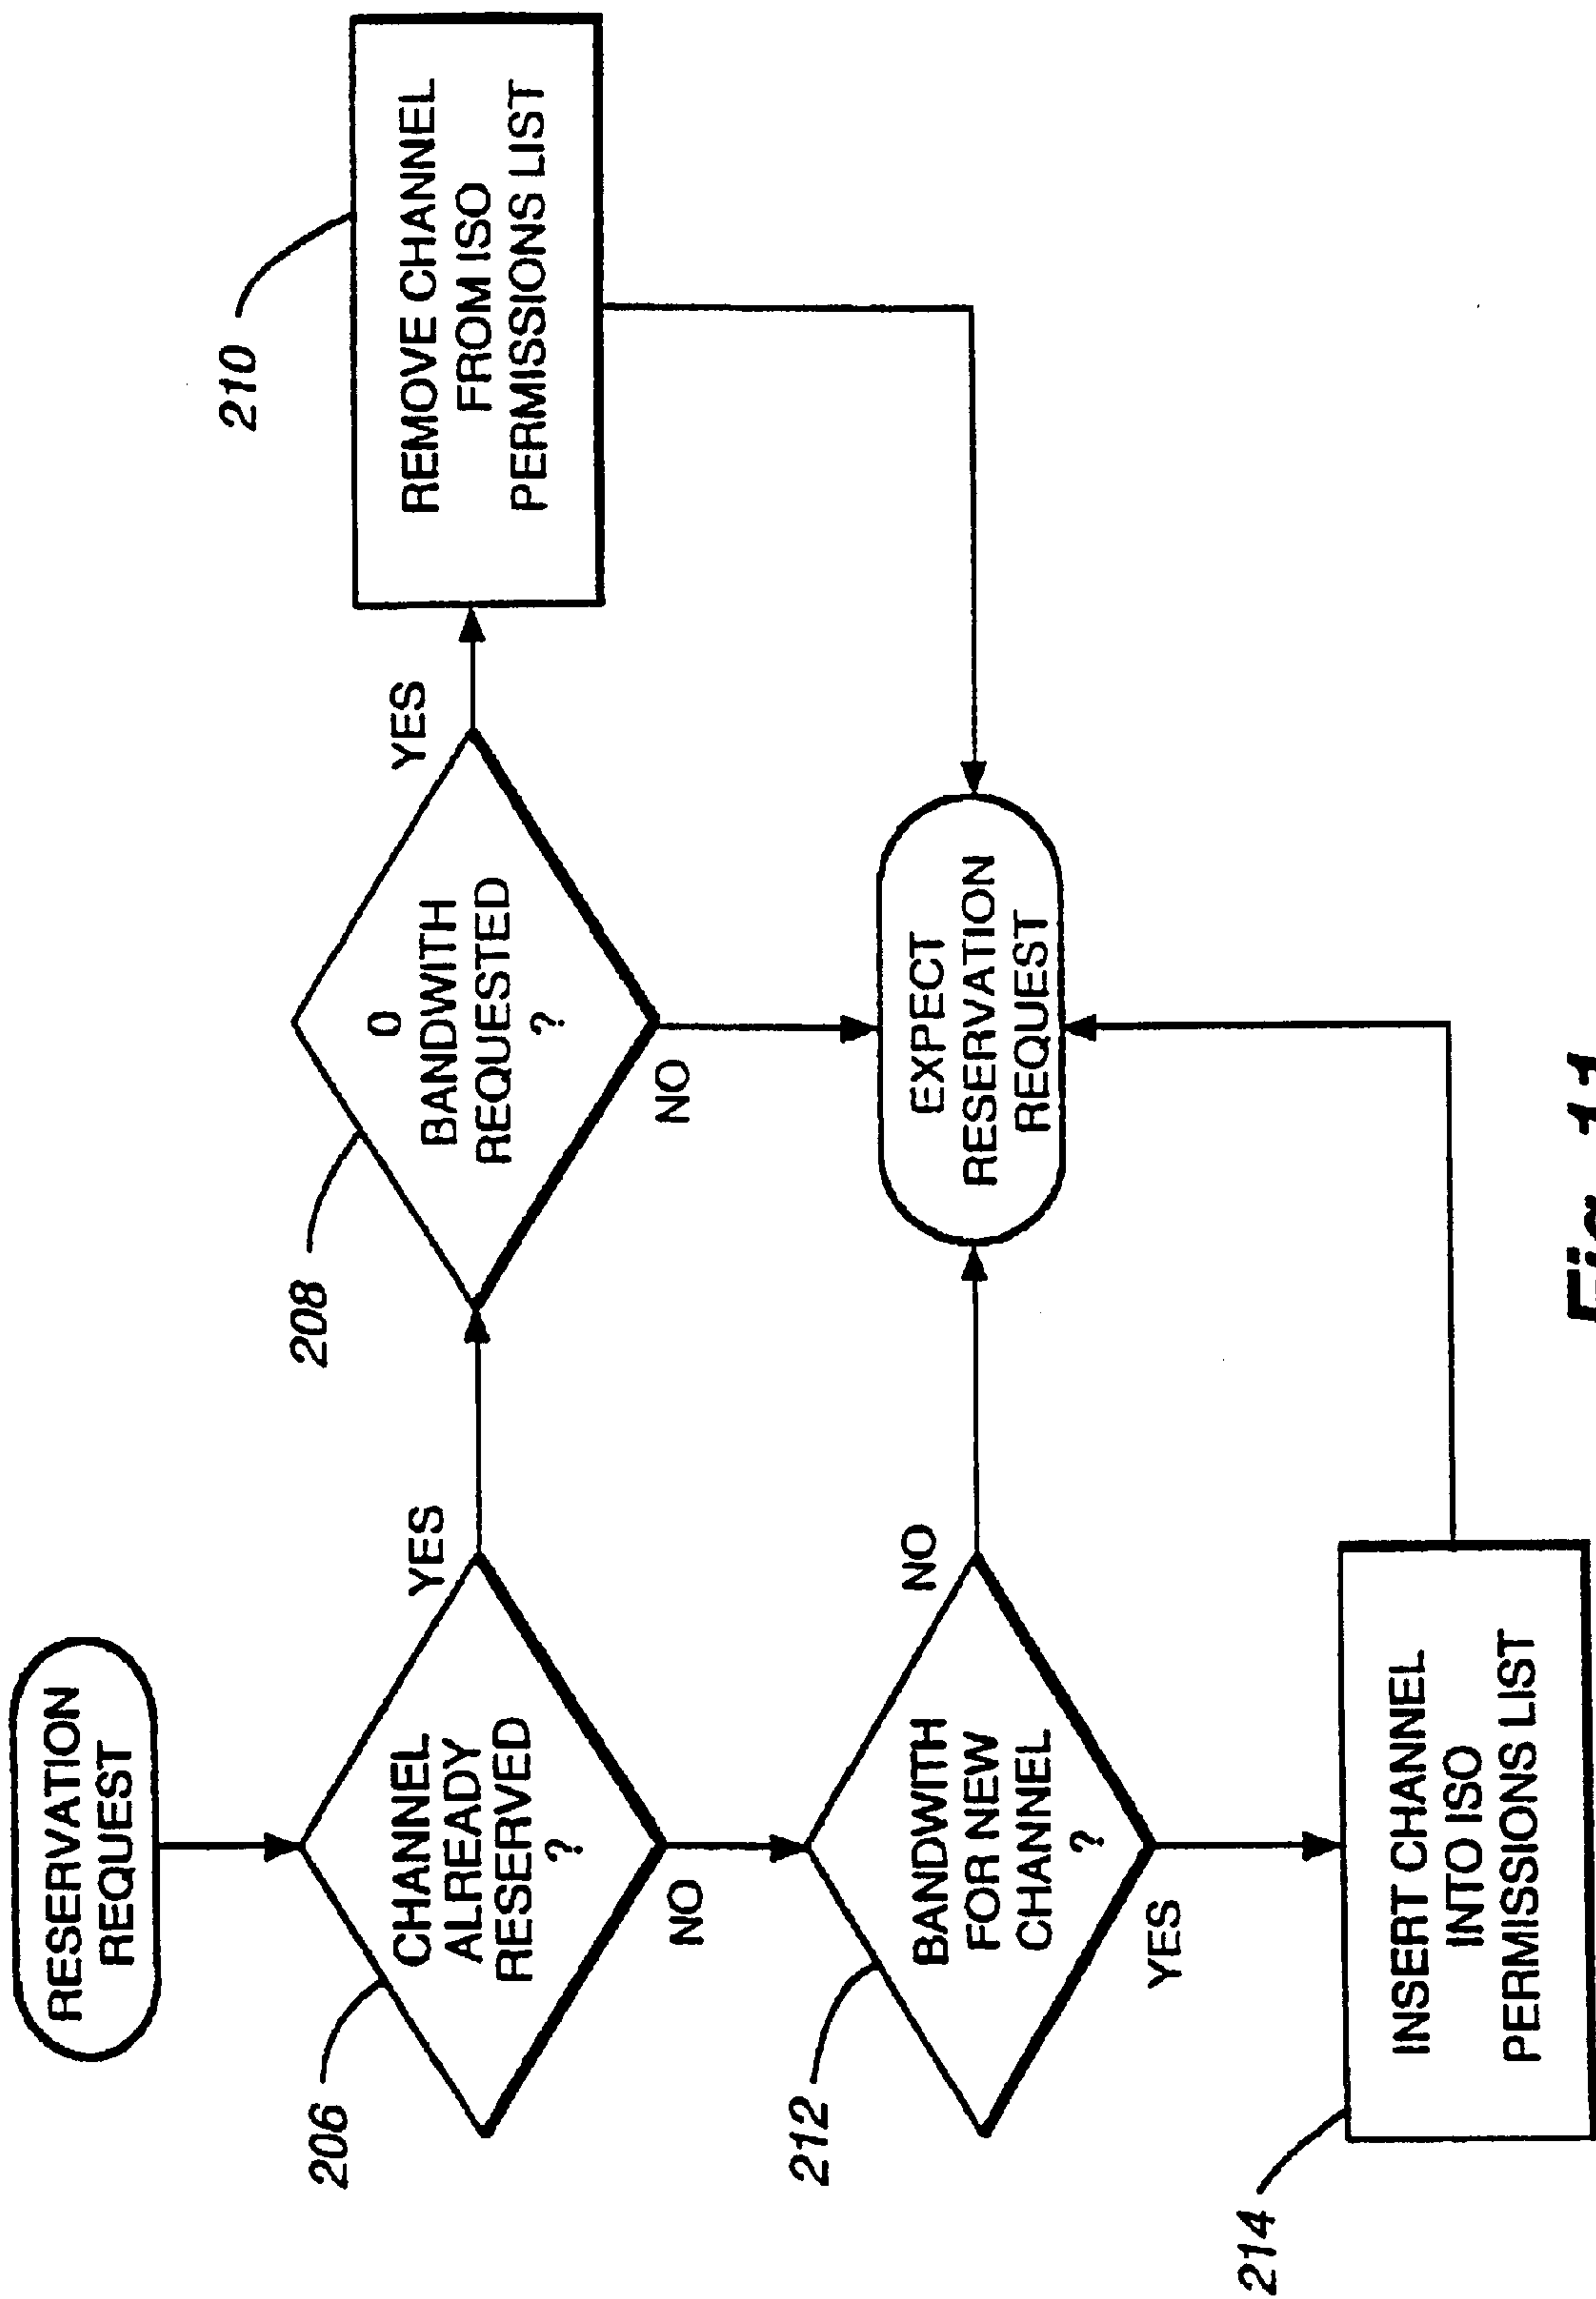 RESERVATION
REQUEST
206
CHANNEL
ALREADY
RESERVED
?
YES
NO
208
0
BANDWITH
REQUESTED
?
YES
NO
210
REMOVE CHANNEL
FROM ISO
PERMISSIONS LIST
212
BANDWITH
FOR NEW
CHANNEL
?
NO
YES
EXPECT
RESERVATION
REQUEST
214
INSERT CHANNEL
INTO ISO
PERMISSIONS LIST
Fig. 11